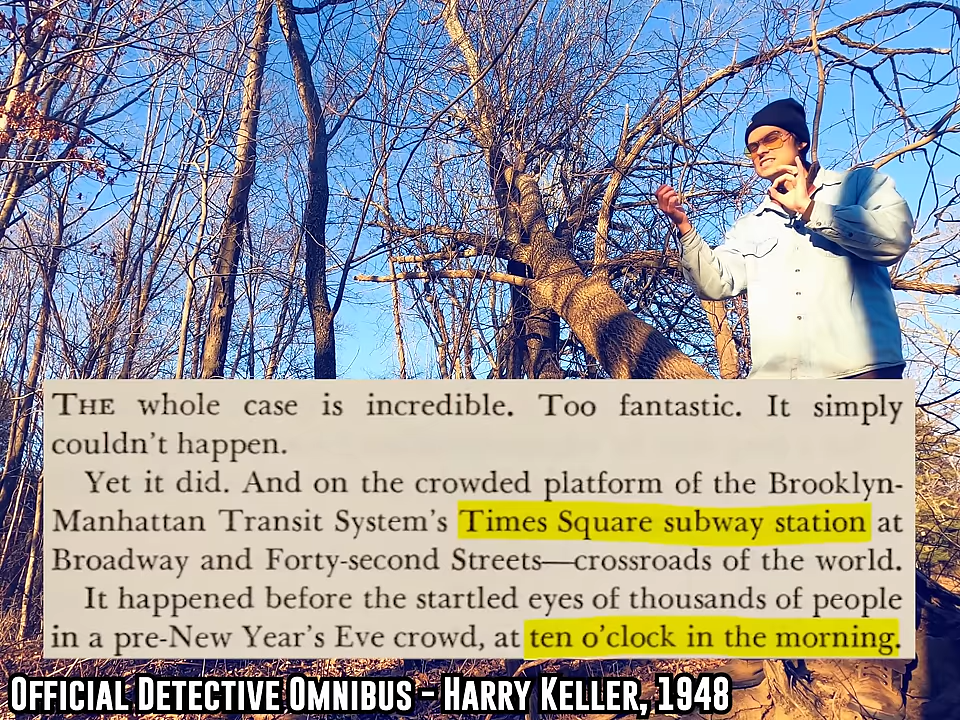 THE whole case is incredible. Too fantastic. It simply
couldn't happen.
Yet it did. And on the crowded platform of the Brooklyn-
Manhattan Transit System's Times Square subway station at
Broadway and Forty-second Streets—crossroads of the world.
It happened before the startled eyes of thousands of people
in a pre-New Year's Eve crowd, at ten o'clock in the morning.
OFFICIAL DETECTIVE OMNIBUS - HARRY KELLER, 1948